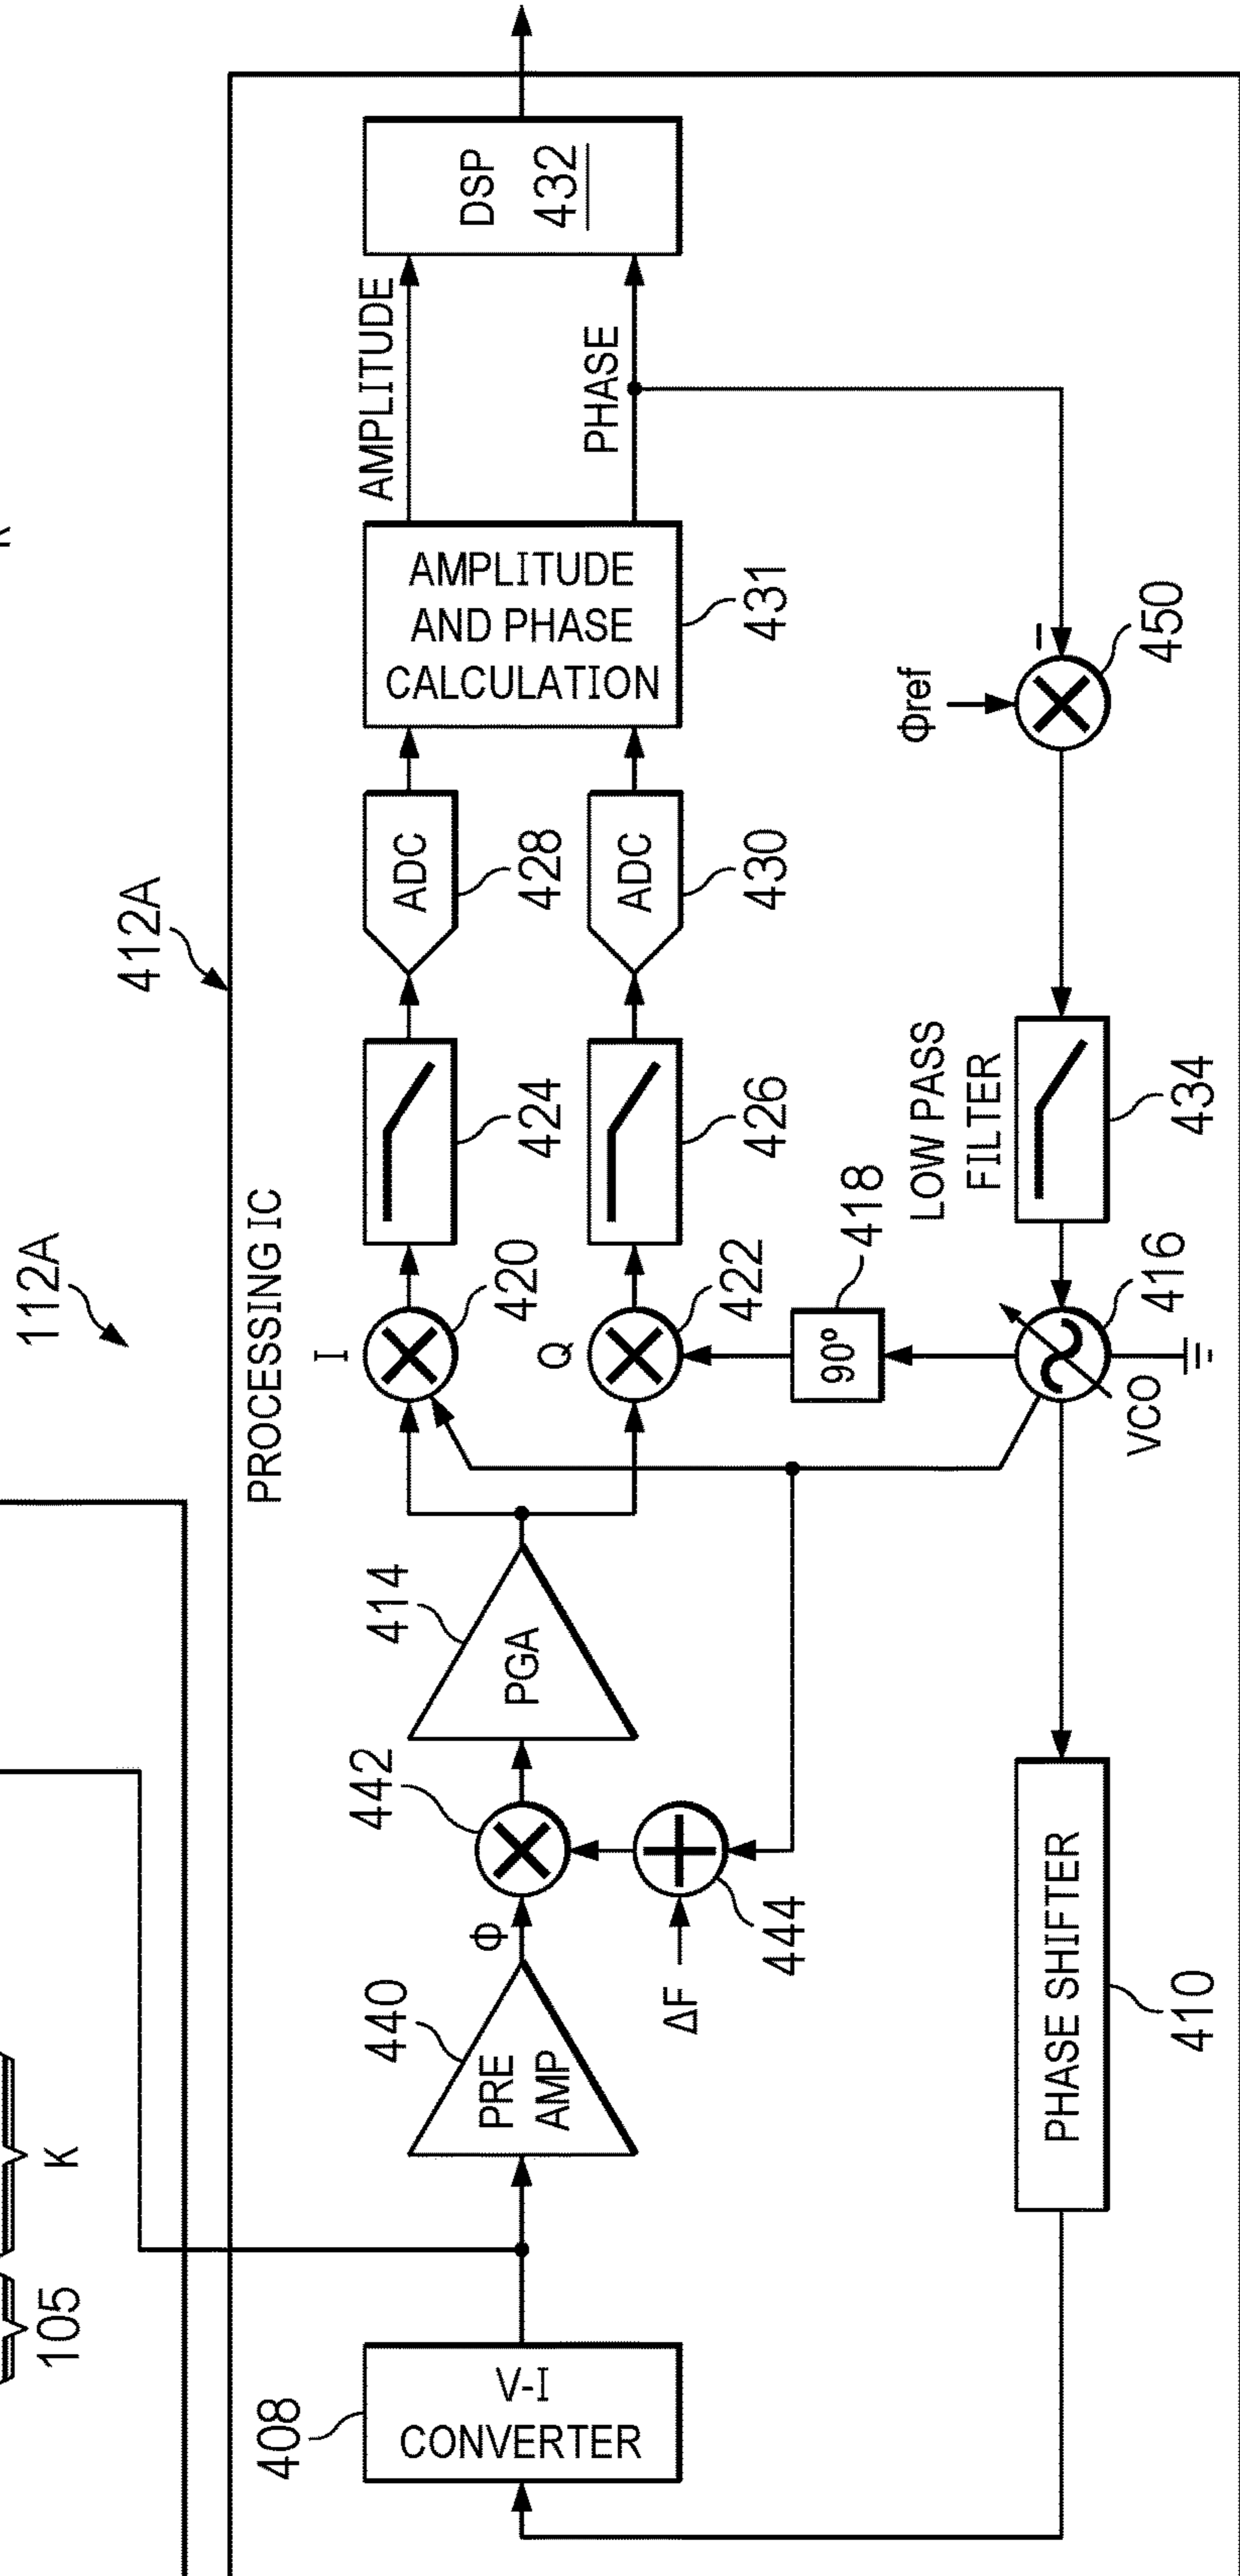 112A
412A
K
105
PROCESSING IC
408
V-I
CONVERTER
440
PRE
AMP
Φ
442
ΔF
444
414
PGA
I
420
Q
422
90º
418
424
426
ADC
428
ADC
430
AMPLITUDE
AND PHASE
CALCULATION
431
AMPLITUDE
PHASE
DSP
432
Φref
−
450
LOW PASS
FILTER
434
416
VCO
PHASE SHIFTER
410